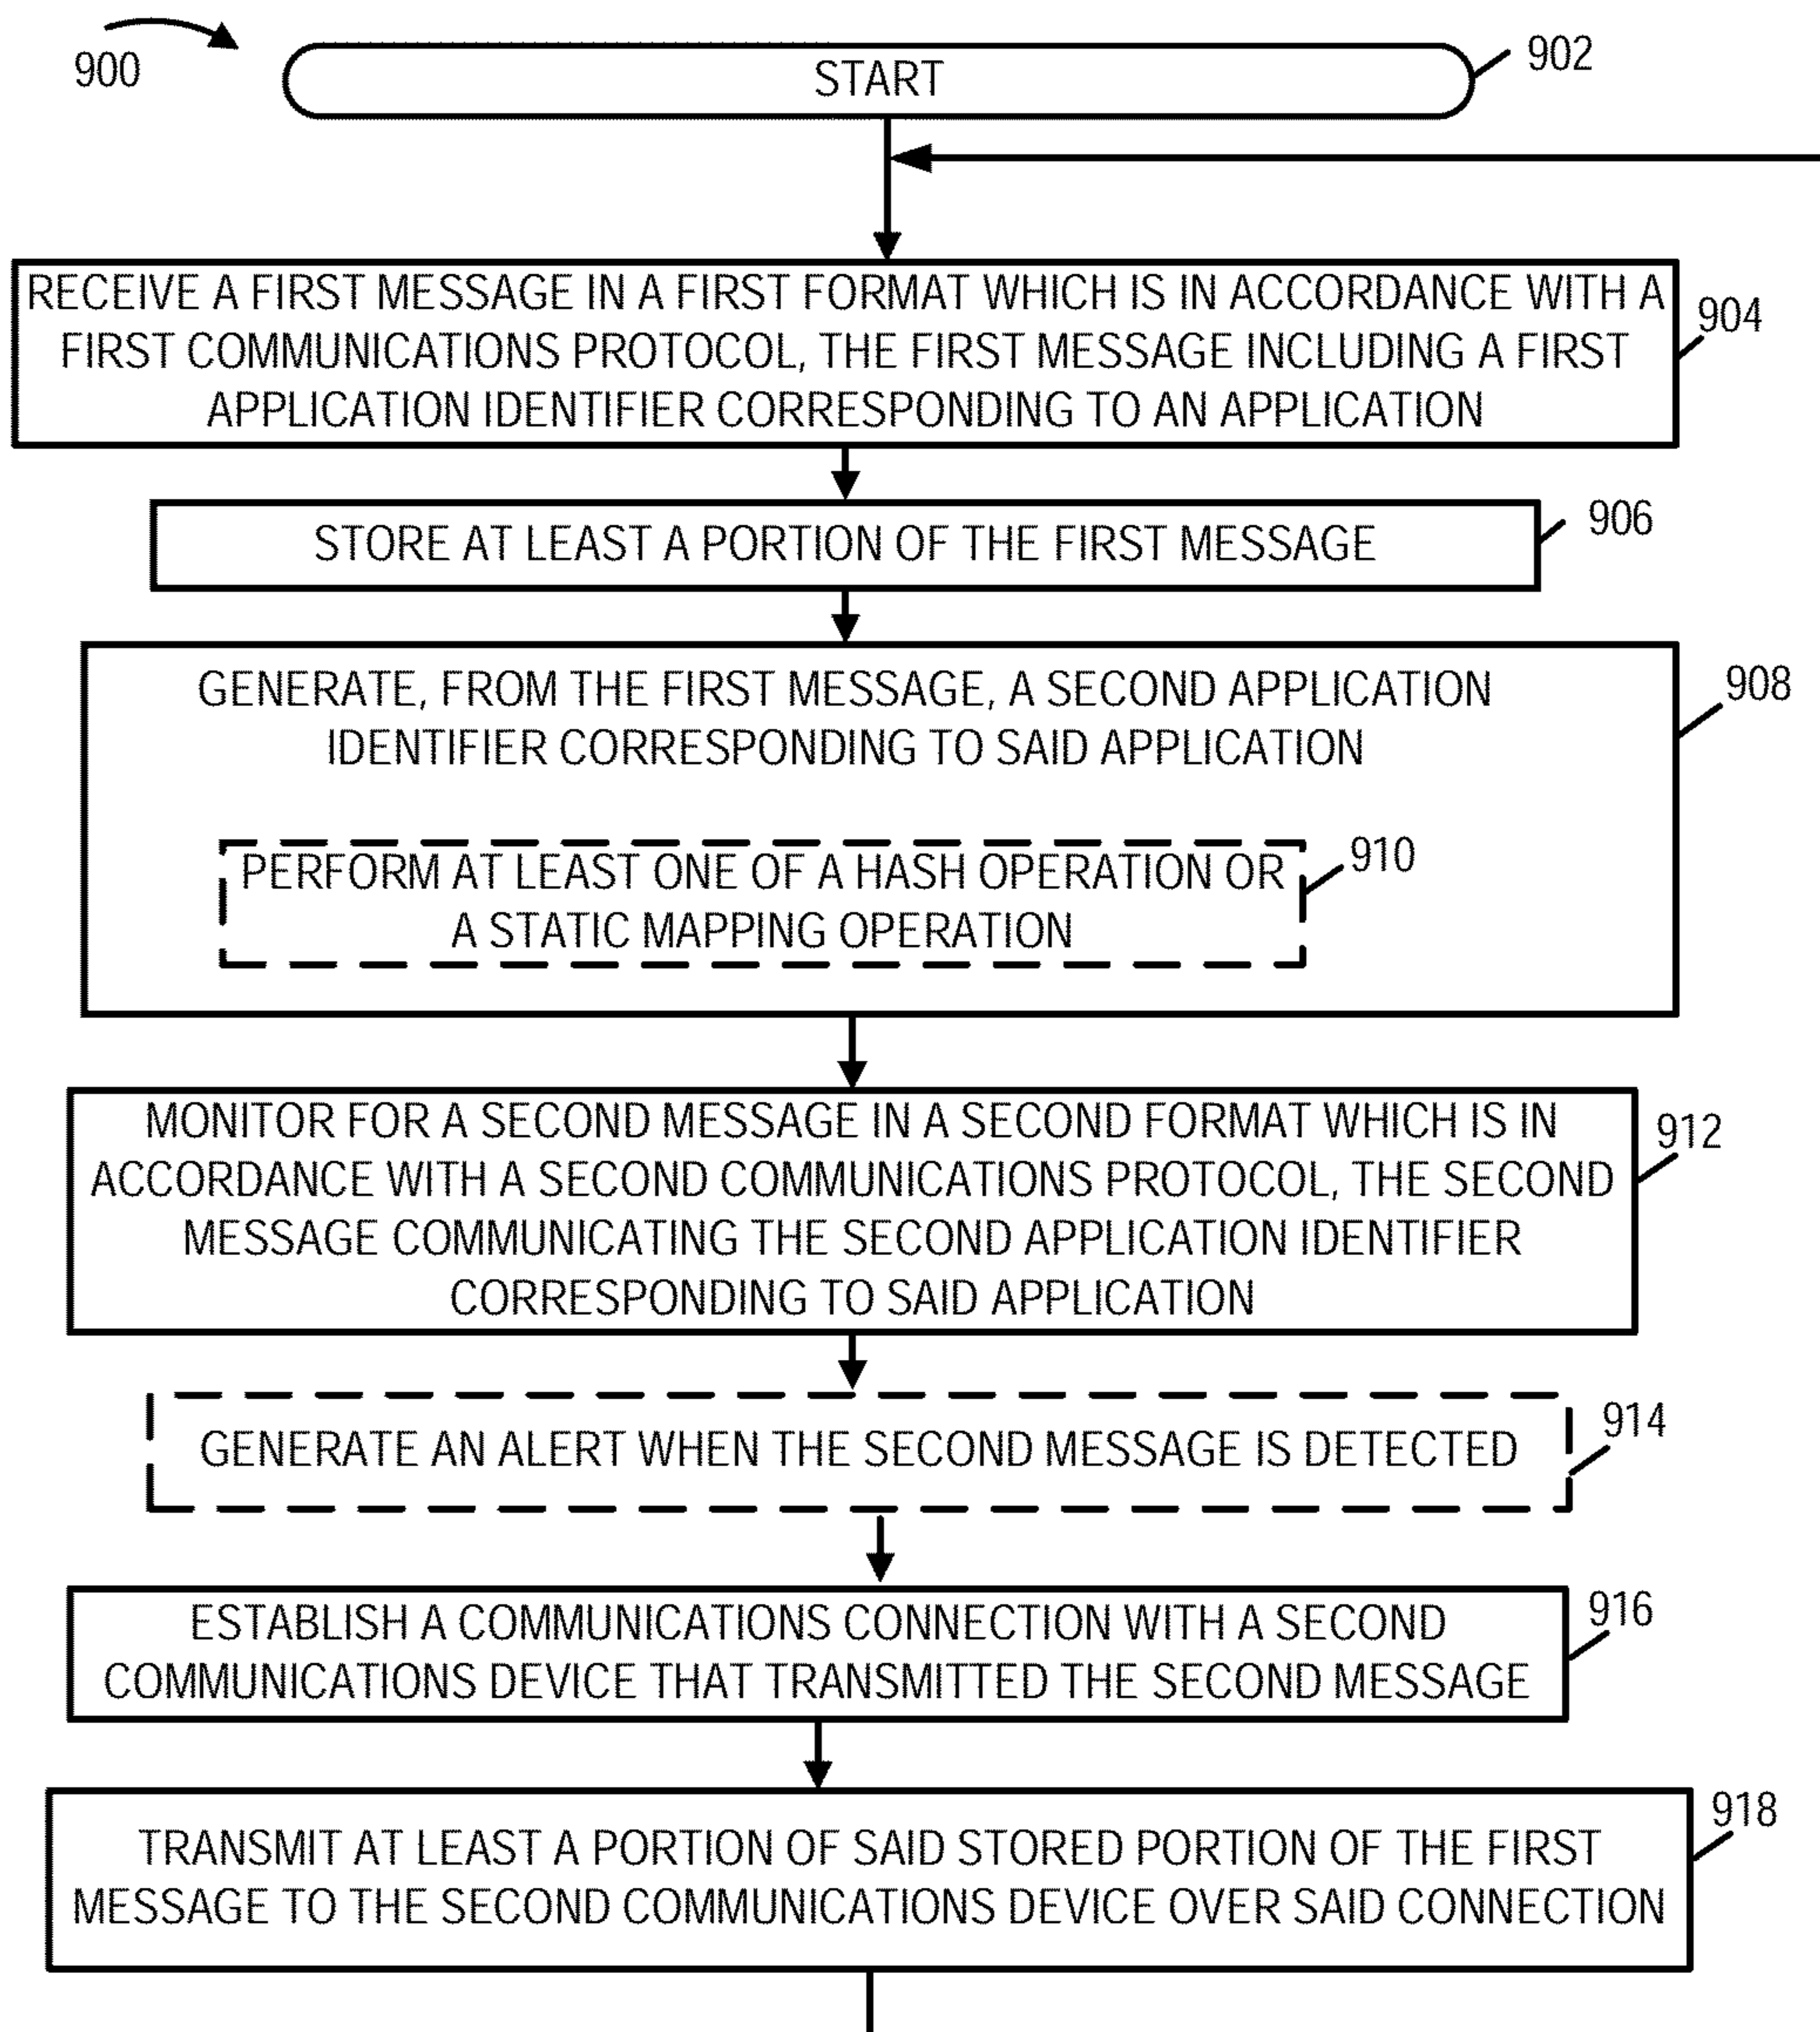 900
START
902
RECEIVE A FIRST MESSAGE IN A FIRST FORMAT WHICH IS IN ACCORDANCE WITH A
FIRST COMMUNICATIONS PROTOCOL, THE FIRST MESSAGE INCLUDING A FIRST
APPLICATION IDENTIFIER CORRESPONDING TO AN APPLICATION
904
STORE AT LEAST A PORTION OF THE FIRST MESSAGE
906
GENERATE, FROM THE FIRST MESSAGE, A SECOND APPLICATION
IDENTIFIER CORRESPONDING TO SAID APPLICATION
908
PERFORM AT LEAST ONE OF A HASH OPERATION OR
A STATIC MAPPING OPERATION
910
MONITOR FOR A SECOND MESSAGE IN A SECOND FORMAT WHICH IS IN
ACCORDANCE WITH A SECOND COMMUNICATIONS PROTOCOL, THE SECOND
MESSAGE COMMUNICATING THE SECOND APPLICATION IDENTIFIER
CORRESPONDING TO SAID APPLICATION
912
GENERATE AN ALERT WHEN THE SECOND MESSAGE IS DETECTED
914
ESTABLISH A COMMUNICATIONS CONNECTION WITH A SECOND
COMMUNICATIONS DEVICE THAT TRANSMITTED THE SECOND MESSAGE
916
TRANSMIT AT LEAST A PORTION OF SAID STORED PORTION OF THE FIRST
MESSAGE TO THE SECOND COMMUNICATIONS DEVICE OVER SAID CONNECTION
918